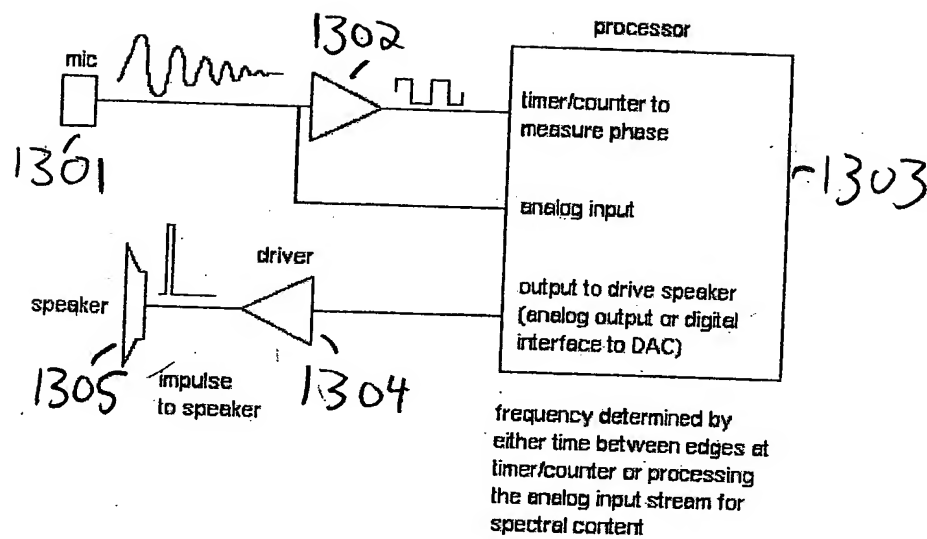 1302
processor
mic
timer/counter to
measure phase
1301
1303
analog input
driver
speaker
output to drive speaker
(analog output or digital
interface to DAC)
1305
impulse
to speaker
1304
frequency determined by
either time between edges at
timer/counter or processing
the analog input stream for
spectral content